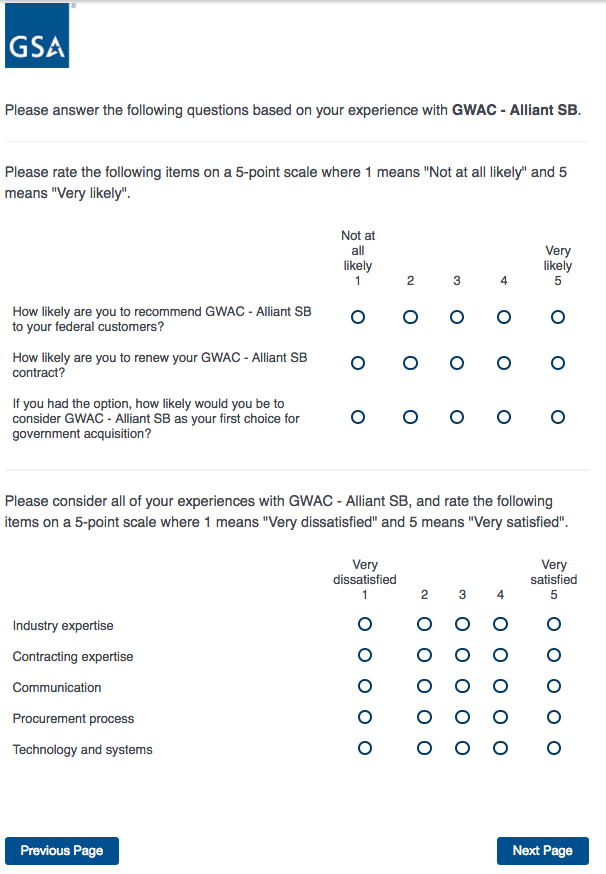 GSA
Please answer the following questions based on your experience with GWAC - Alliant SB.
Please rate the following items on a 5-point scale where 1 means "Not at all likely" and 5
means "Very likely".
Not at
all
likely
1
2
3
4
Very
likely
5
How likely are you to recommend GWAC - Alliant SB
to your federal customers?
How likely are you to renew your GWAC - Alliant SB
contract?
If you had the option, how likely would you be to
consider GWAC - Alliant SB as your first choice for
government acquisition?
Please consider all of your experiences with GWAC - Alliant SB, and rate the following
items on a 5-point scale where 1 means "Very dissatisfied" and 5 means "Very satisfied".
Very
dissatisfied
1
2
3
4
Very
satisfied
5
Industry expertise
Contracting expertise
Communication
Procurement process
Technology and systems
Previous Page
Next Page